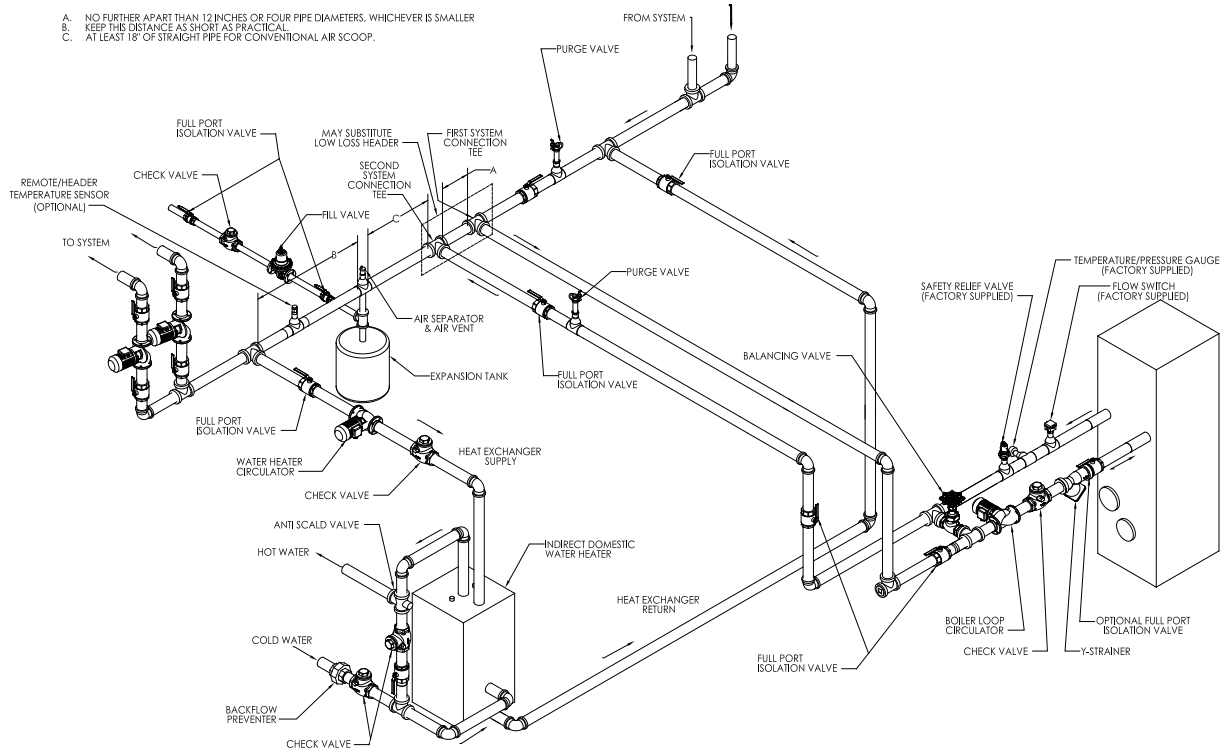 A. NO FURTHER APART THAN 12 INCHES OR FOUR PIPE DIAMETERS, WHICHEVER IS SMALLER
B. KEEP THIS DISTANCE AS SHORT AS PRACTICAL.
C. AT LEAST 18" OF STRAIGHT PIPE FOR CONVENTIONAL AIR SCOOP.
FROM SYSTEM
PURGE VALVE
FULL PORT
ISOLATION VALVE
MAY SUBSTITUTE
LOW LOSS HEADER
FIRST SYSTEM
CONNECTION
TEE
A
SECOND
SYSTEM
CONNECTION
TEE
FULL PORT
ISOLATION VALVE
CHECK VALVE
REMOTE/HEADER
TEMPERATURE SENSOR
(OPTIONAL)
FILL VALVE
C
B
TO SYSTEM
PURGE VALVE
TEMPERATURE/PRESSURE GAUGE
(FACTORY SUPPLIED)
SAFETY RELIEF VALVE
(FACTORY SUPPLIED)
FLOW SWITCH
(FACTORY SUPPLIED)
AIR SEPARATOR
& AIR VENT
BALANCING VALVE
EXPANSION TANK
FULL PORT
ISOLATION VALVE
FULL PORT
ISOLATION VALVE
HEAT EXCHANGER
SUPPLY
WATER HEATER
CIRCULATOR
CHECK VALVE
ANTI SCALD VALVE
HOT WATER
INDIRECT DOMESTIC
WATER HEATER
HEAT EXCHANGER
RETURN
COLD WATER
BOILER LOOP
CIRCULATOR
OPTIONAL FULL PORT
ISOLATION VALVE
CHECK VALVE
Y-STRAINER
FULL PORT
ISOLATION VALVE
BACKFLOW
PREVENTER
CHECK VALVE